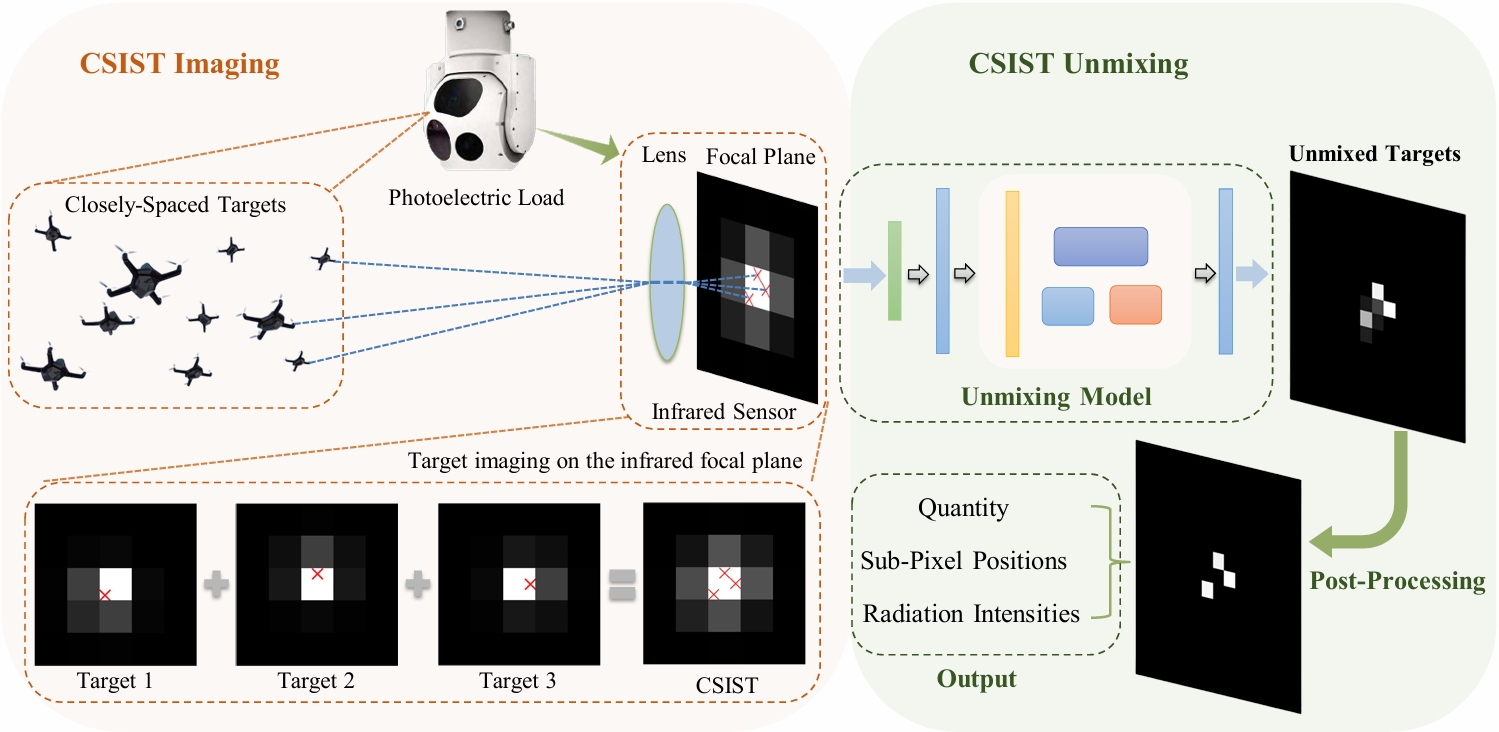 CSIST Imaging
Photoelectric Load
Closely-Spaced Targets
Lens
Focal Plane
Infrared Sensor
Target imaging on the infrared focal plane
Target 1
Target 2
Target 3
CSIST
CSIST Unmixing
Unmixing Model
Unmixed Targets
Post-Processing
Quantity
Sub-Pixel Positions
Radiation Intensities
Output